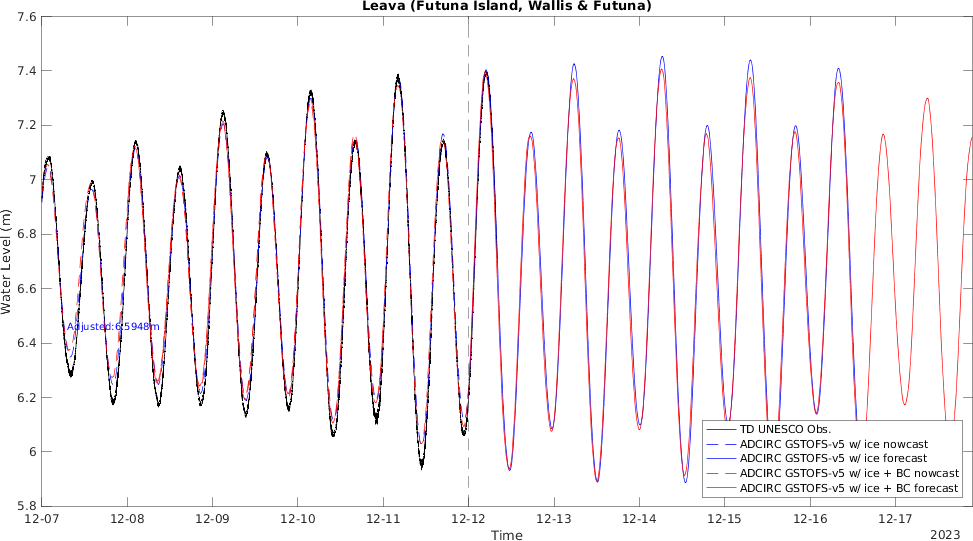 Leava (Futuna Island, Wallis & Futuna)
7.6
7.4
7.2
7
6.8
6.6
6.4
6.2
6
5.8
Water Level (m)
Adjusted:6.5948m
TD UNESCO Obs.
ADCIRC GSTOFS-v5 w/ ice nowcast
ADCIRC GSTOFS-v5 w/ ice forecast
ADCIRC GSTOFS-v5 w/ ice + BC nowcast
ADCIRC GSTOFS-v5 w/ ice + BC forecast
12-07 12-08 12-09 12-10 12-11 12-12 12-13 12-14 12-15 12-16 12-17
Time
2023